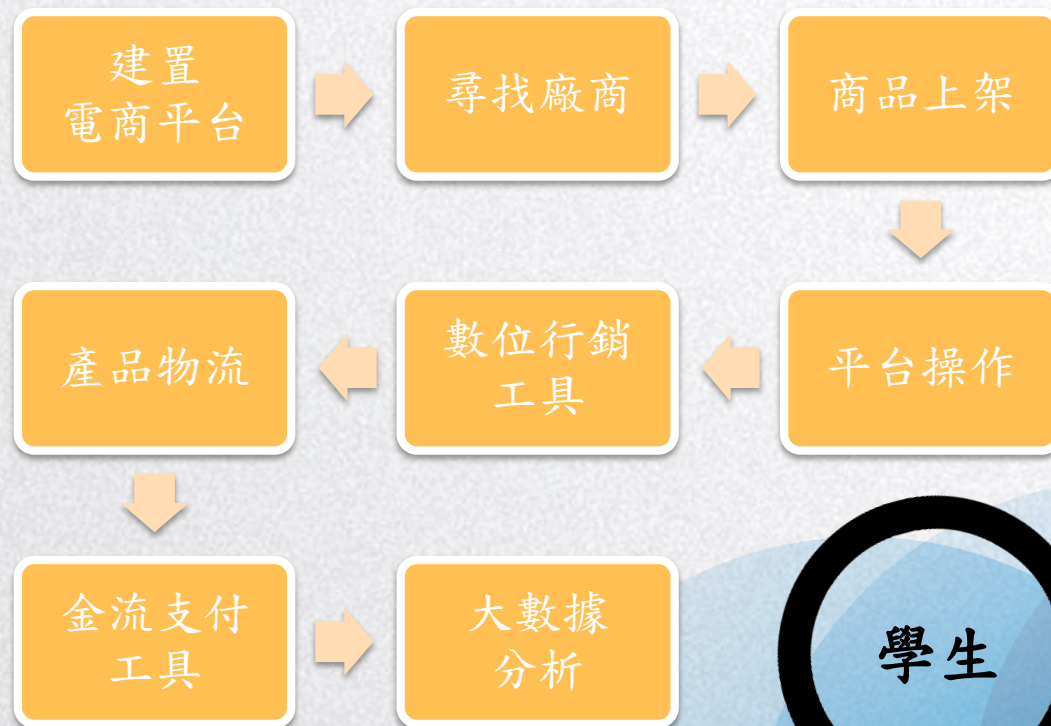 建置
電商平台
尋找廠商
商品上架
平台操作
數位行銷
工具
產品物流
金流支付
工具
大數據
分析
學生